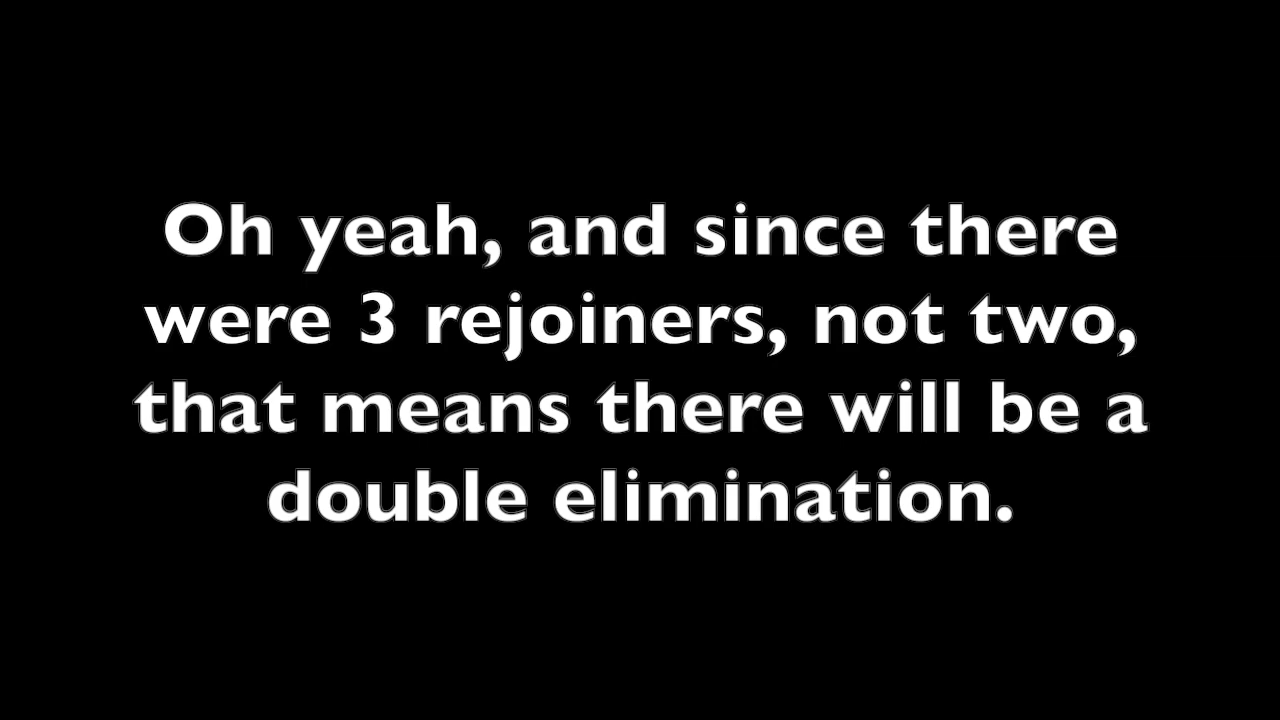 Oh yeah, and since there
were 3 rejoiners, not two,
that means there will be a
double elimination.